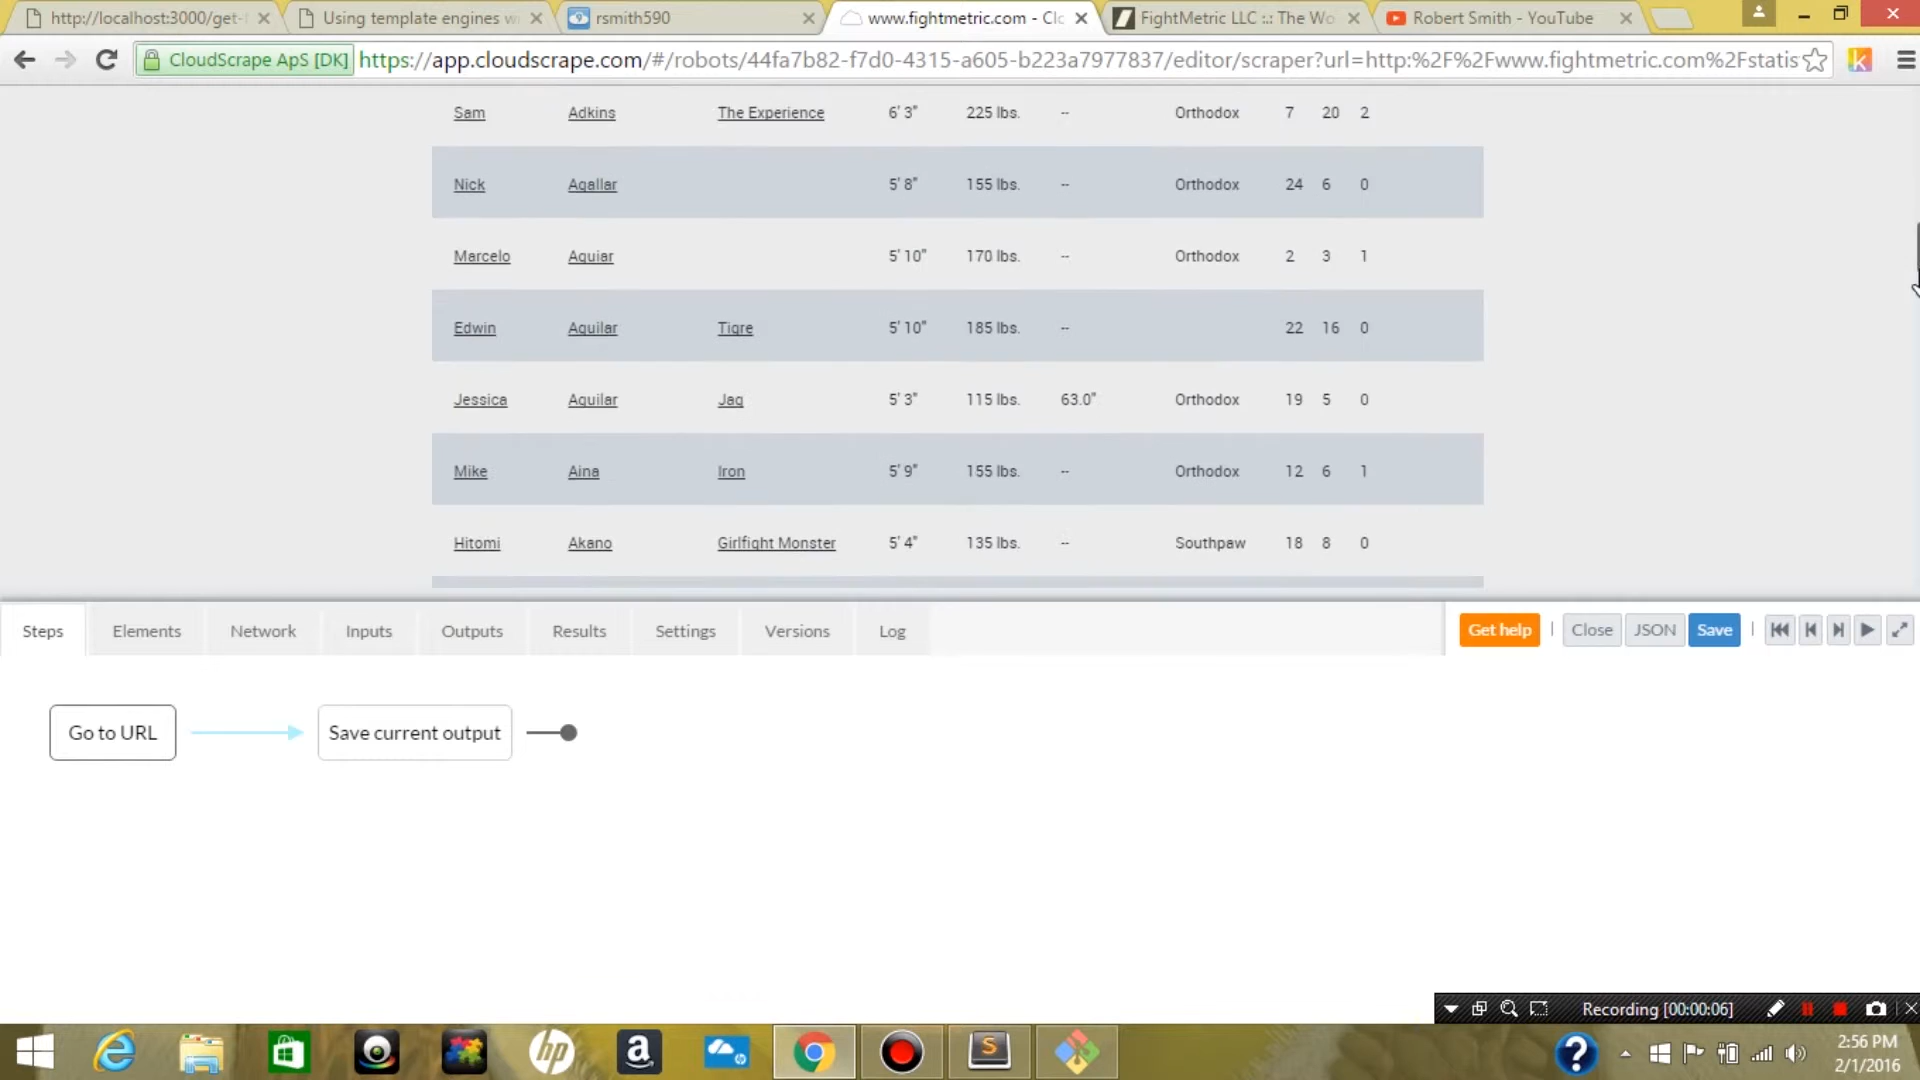 http://localhost:3000/get- Using template engines w rsmith590 www.fightmetric.com - Clo FightMetric LLC :.: The Wo Robert Smith - YouTube
CloudScrape ApS [DK] https://app.cloudscrape.com/#/robots/44fa7b82-f7d0-4315-a605-b223a7977837/editor/scraper?url=http:%2F%2Fwww.fightmetric.com%2Fstatis
Sam Adkins The Experience 6' 3" 225 lbs. -- Orthodox 7 20 2
Nick Agallar 5' 8" 155 lbs. -- Orthodox 24 6 0
Marcelo Aguiar 5' 10" 170 lbs. -- Orthodox 2 3 1
Edwin Aguilar Tigre 5' 10" 185 lbs. -- 22 16 0
Jessica Aguilar Jag 5' 3" 115 lbs. 63.0" Orthodox 19 5 0
Mike Aina Iron 5' 9" 155 lbs. -- Orthodox 12 6 1
Hitomi Akano Girlfight Monster 5' 4" 135 lbs. -- Southpaw 18 8 0
Steps Elements Network Inputs Outputs Results Settings Versions Log Get help Close JSON Save
Go to URL Save current output
Recording [00:00:06]
2:56 PM
2/1/2016